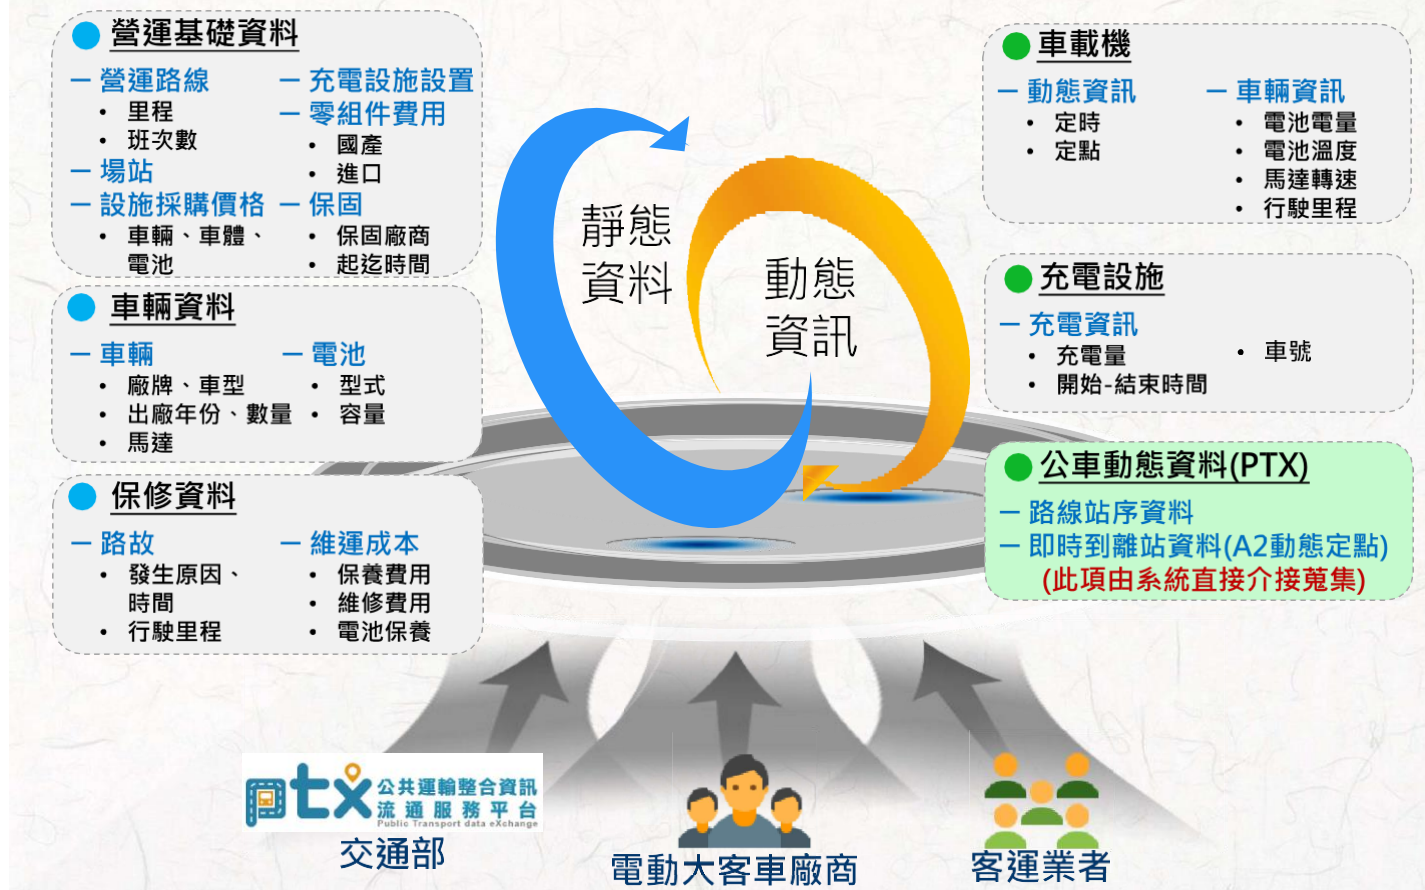 營運基礎資料
– 營運路線
• 里程
• 班次數
– 場站
– 設施採購價格
• 車輛、車體、
電池
– 充電設施設置
– 零組件費用
• 國產
• 進口
– 保固
• 保固廠商
• 起迄時間
車輛資料
– 車輛
• 廠牌、車型
• 出廠年份、數量
• 馬達
– 電池
• 型式
• 容量
保修資料
– 路故
• 發生原因、
時間
• 行駛里程
– 維運成本
• 保養費用
• 維修費用
• 電池保養
靜態
資料
動態
資訊
車載機
– 動態資訊
• 定時
• 定點
– 車輛資訊
• 電池電量
• 電池溫度
• 馬達轉速
• 行駛里程
充電設施
– 充電資訊
• 充電量
• 開始-結束時間
• 車號
公車動態資料(PTX)
– 路線站序資料
– 即時到離站資料(A2動態定點)
(此項由系統直接介接蒐集)
ptx 公共運輸整合資訊
流通服務平台
Public Transport data eXchange
交通部
電動大客車廠商
客運業者